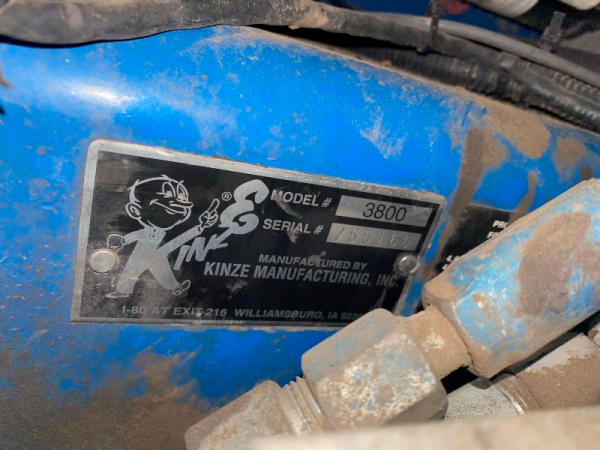 KINZE ®
MODEL # 3800
SERIAL #
MANUFACTURED BY
KINZE MANUFACTURING, INC.
I-80 AT EXIT 216 WILLIAMSBURG, IA